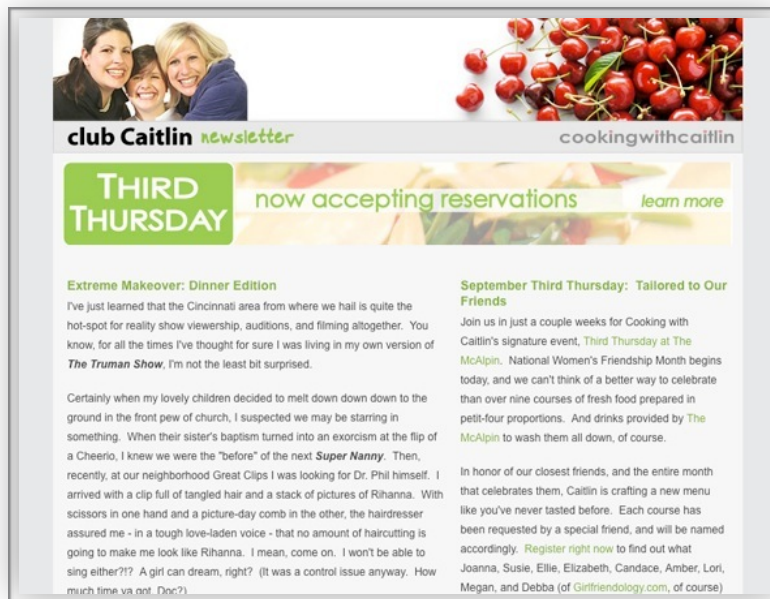 club Caitlin newsletter
cookingwithcaitlin
THIRD
THURSDAY
now accepting reservations
learn more
Extreme Makeover: Dinner Edition
I've just learned that the Cincinnati area from where we hail is quite the
hot-spot for reality show viewership, auditions, and filming altogether. You
know, for all the times I've thought for sure I was living in my own version of
The Truman Show, I'm not the least bit surprised.
Certainly when my lovely children decided to melt down down down to the
ground in the front pew of church, I suspected we may be starring in
something. When their sister's baptism turned into an exorcism at the flip of
a Cheerio, I knew we were the "before" of the next Super Nanny. Then,
recently, at our neighborhood Great Clips I was looking for Dr. Phil himself. I
arrived with a clip full of tangled hair and a stack of pictures of Rihanna. With
scissors in one hand and a picture-day comb in the other, the hairdresser
assured me - in a tough love-laden voice - that no amount of haircutting is
going to make me look like Rihanna. I mean, come on. I won't be able to
sing either?!? A girl can dream, right? (It was a control issue anyway. How
much time ya got, Doc?)
September Third Thursday: Tailored to Our
Friends
Join us in just a couple weeks for Cooking with
Caitlin's signature event, Third Thursday at The
McAlpin. National Women's Friendship Month begins
today, and we can't think of a better way to celebrate
than over nine courses of fresh food prepared in
petit-four proportions. And drinks provided by The
McAlpin to wash them all down, of course.
In honor of our closest friends, and the entire month
that celebrates them, Caitlin is crafting a new menu
like you've never tasted before. Each course has
been requested by a special friend, and will be named
accordingly. Register right now to find out what
Joanna, Susie, Ellie, Elizabeth, Candace, Amber, Lori,
Megan, and Debba (of Girlfriendology.com, of course)